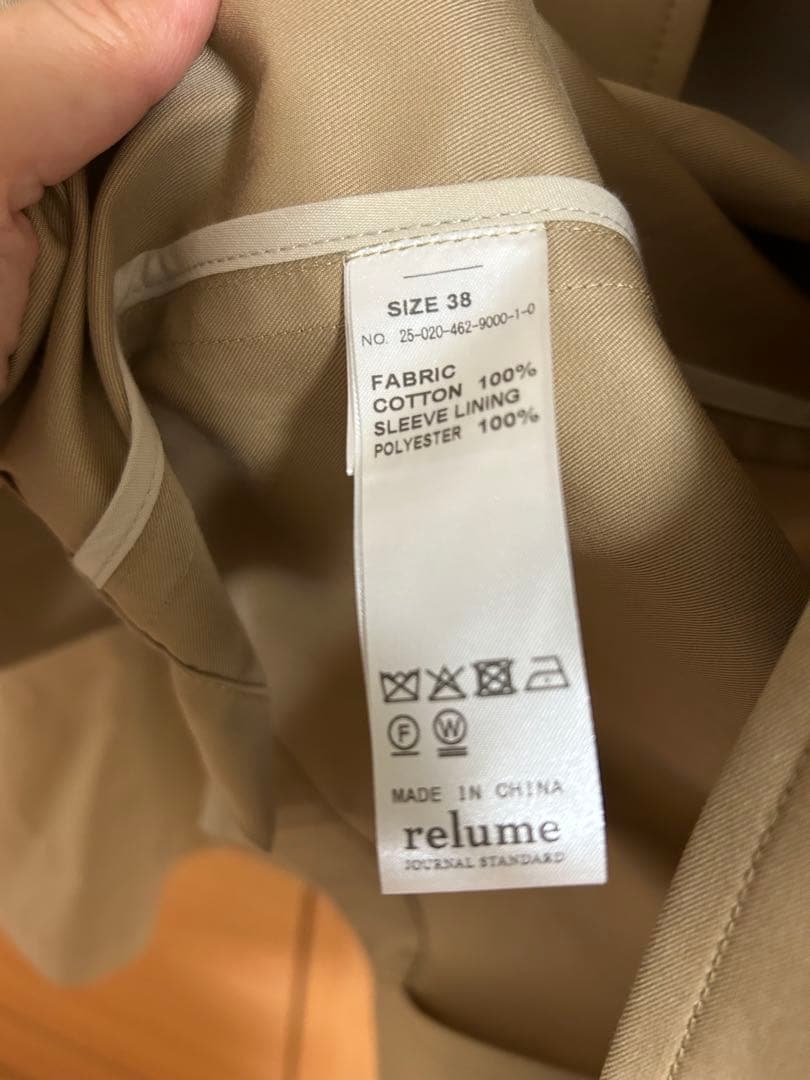 SIZE 38
NO. 25-020-462-9000-1-0
FABRIC
COTTON 100%
SLEEVE LINING
POLYESTER 100%
F W
MADE IN CHINA
relume
JOURNAL STANDARD